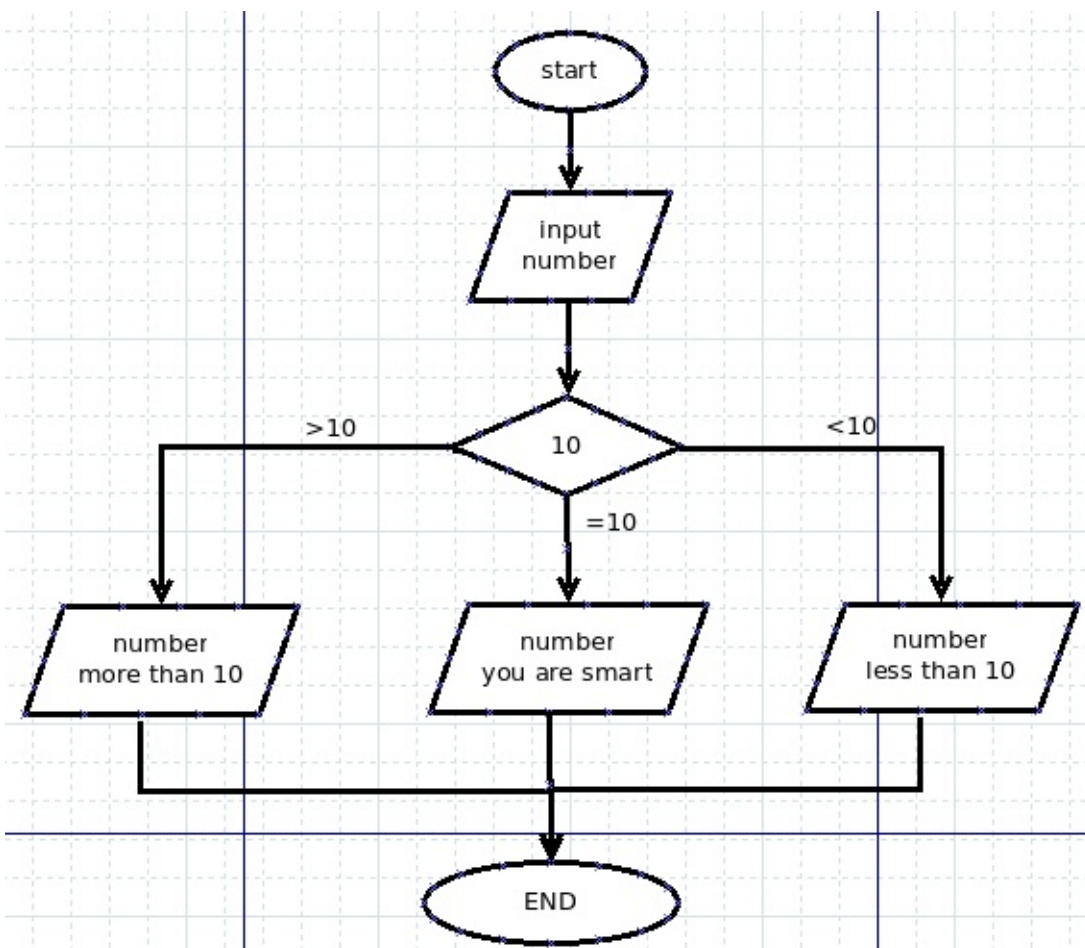 start
input
number
>10
10
<10
=10
number
more than 10
number
you are smart
number
less than 10
END